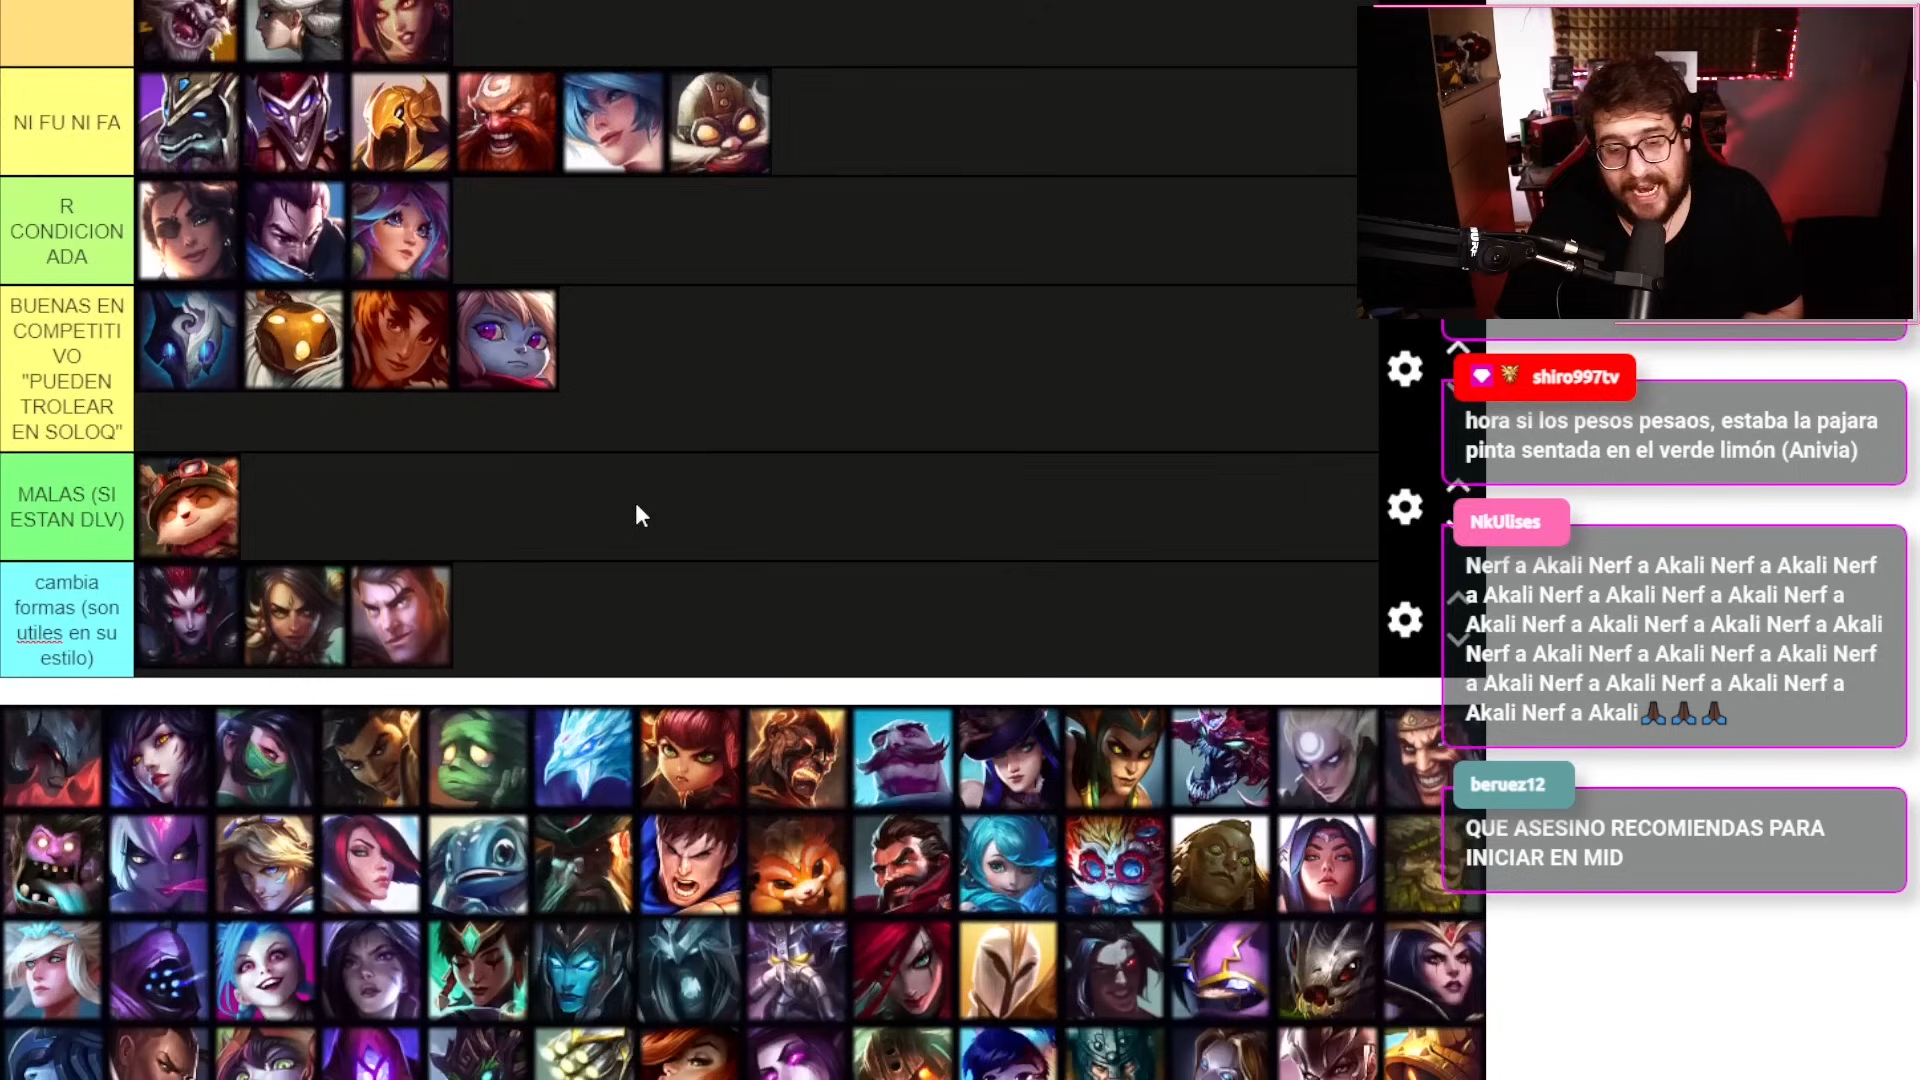 NI FU NI FA
R
CONDICION
ADA
BUENAS EN
COMPETITI
VO
"PUEDEN
TROLEAR
EN SOLOQ"
MALAS (SI
ESTAN DLV)
cambia
formas (son
utiles en su
estilo)
shiro997tv
hora si los pesos pesaos, estaba la pajara
pinta sentada en el verde limón (Anivia)
NkUlises
Nerf a Akali Nerf a Akali Nerf a Akali Nerf
a Akali Nerf a Akali Nerf a Akali Nerf a
Akali Nerf a Akali Nerf a Akali Nerf a Akali
Nerf a Akali Nerf a Akali Nerf a Akali Nerf
a Akali Nerf a Akali Nerf a Akali Nerf a
Akali Nerf a Akali🙏🏿🙏🏿🙏🏿
beruez12
QUE ASESINO RECOMIENDAS PARA
INICIAR EN MID